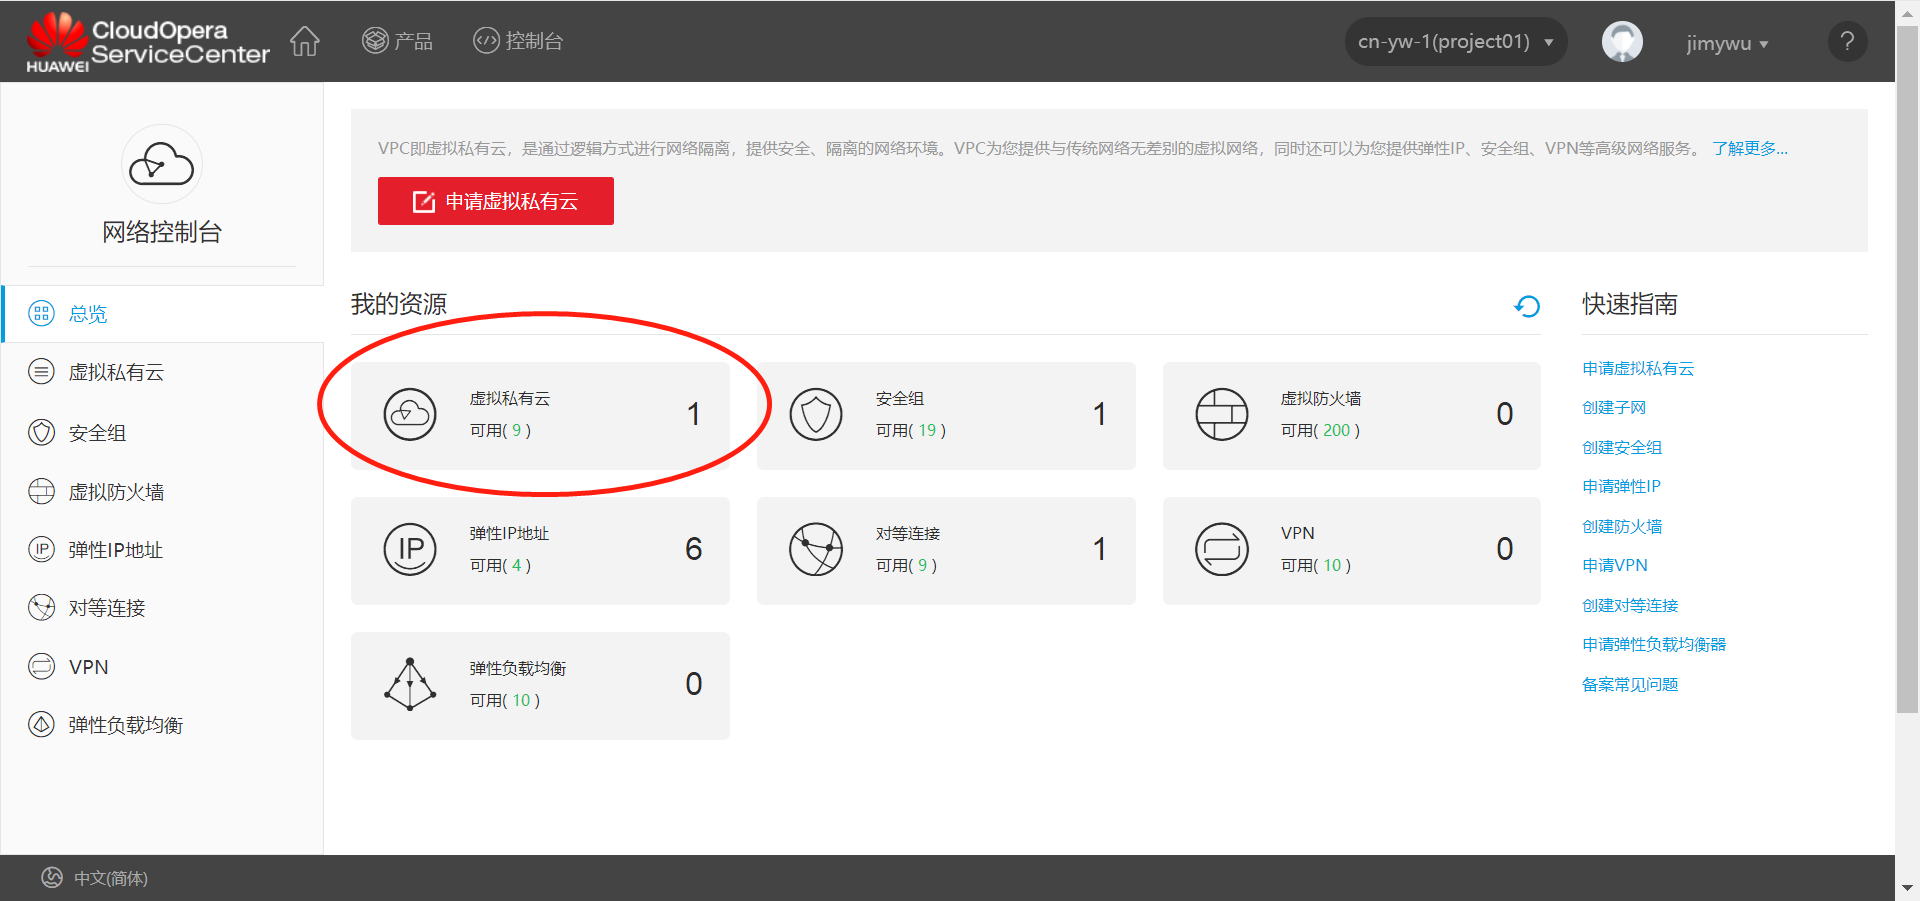 HUAWEI
CloudOpera
ServiceCenter
产品
控制台
cn-yw-1(project01)
jimywu
?
网络控制台
总览
虚拟私有云
安全组
虚拟防火墙
IP 弹性IP地址
对等连接
VPN
弹性负载均衡
VPC即虚拟私有云，是通过逻辑方式进行网络隔离，提供安全、隔离的网络环境。VPC为您提供与传统网络无差别的虚拟网络，同时还可以为您提供弹性IP、安全组、VPN等高级网络服务。 了解更多...
申请虚拟私有云
我的资源
虚拟私有云
可用( 9 )
1
安全组
可用( 19 )
1
虚拟防火墙
可用( 200 )
0
IP
弹性IP地址
可用( 4 )
6
对等连接
可用( 9 )
1
VPN
可用( 10 )
0
弹性负载均衡
可用( 10 )
0
快速指南
申请虚拟私有云
创建子网
创建安全组
申请弹性IP
创建防火墙
申请VPN
创建对等连接
申请弹性负载均衡器
备案常见问题
中文(简体)